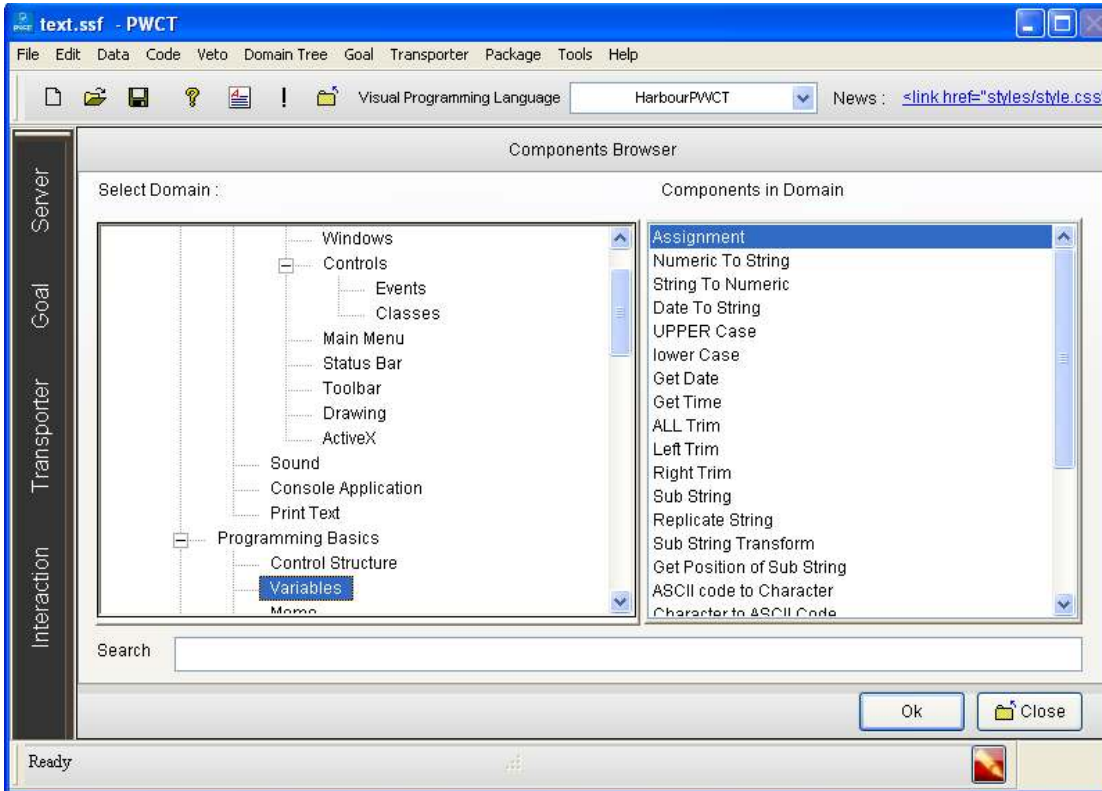 text.ssf - PWCT
File Edit Data Code Veto Domain Tree Goal Transporter Package Tools Help
Visual Programming Language HarbourPWCT News : <link href="styles/style.css"
Components Browser
Server
Goal
Transporter
Interaction
Select Domain :
Windows
Controls
Events
Classes
Main Menu
Status Bar
Toolbar
Drawing
ActiveX
Sound
Console Application
Print Text
Programming Basics
Control Structure
Variables
Memo
Components in Domain
Assignment
Numeric To String
String To Numeric
Date To String
UPPER Case
lower Case
Get Date
Get Time
ALL Trim
Left Trim
Right Trim
Sub String
Replicate String
Sub String Transform
Get Position of Sub String
ASCII code to Character
Character to ASCII Code
Search
Ok
Close
Ready